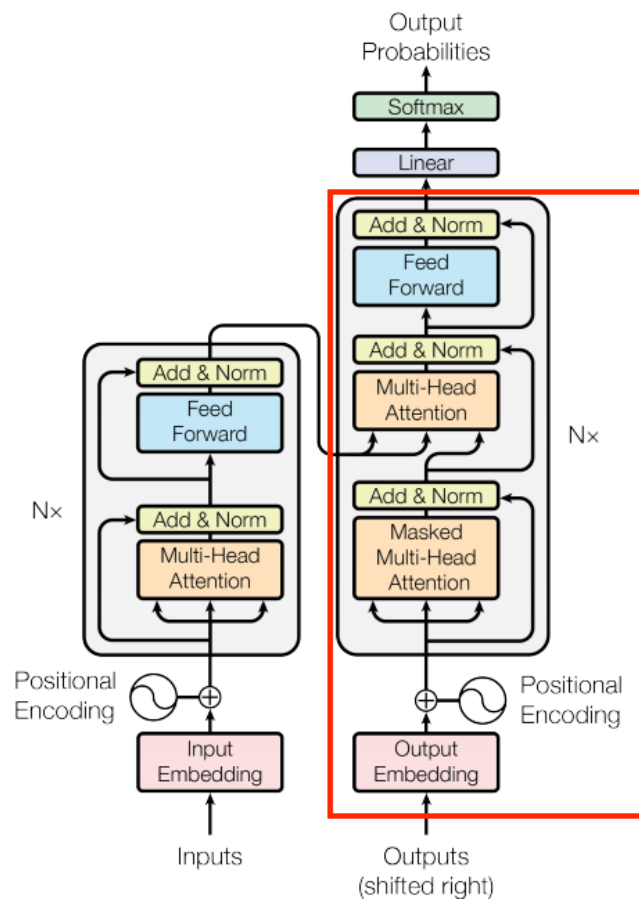 Output
Probabilities
Softmax
Linear
Add & Norm
Feed
Forward
Add & Norm
Multi-Head
Attention
Add & Norm
Masked
Multi-Head
Attention
N×
Positional
Encoding
Output
Embedding
Outputs
(shifted right)
Add & Norm
Feed
Forward
Add & Norm
Multi-Head
Attention
N×
Positional
Encoding
Input
Embedding
Inputs